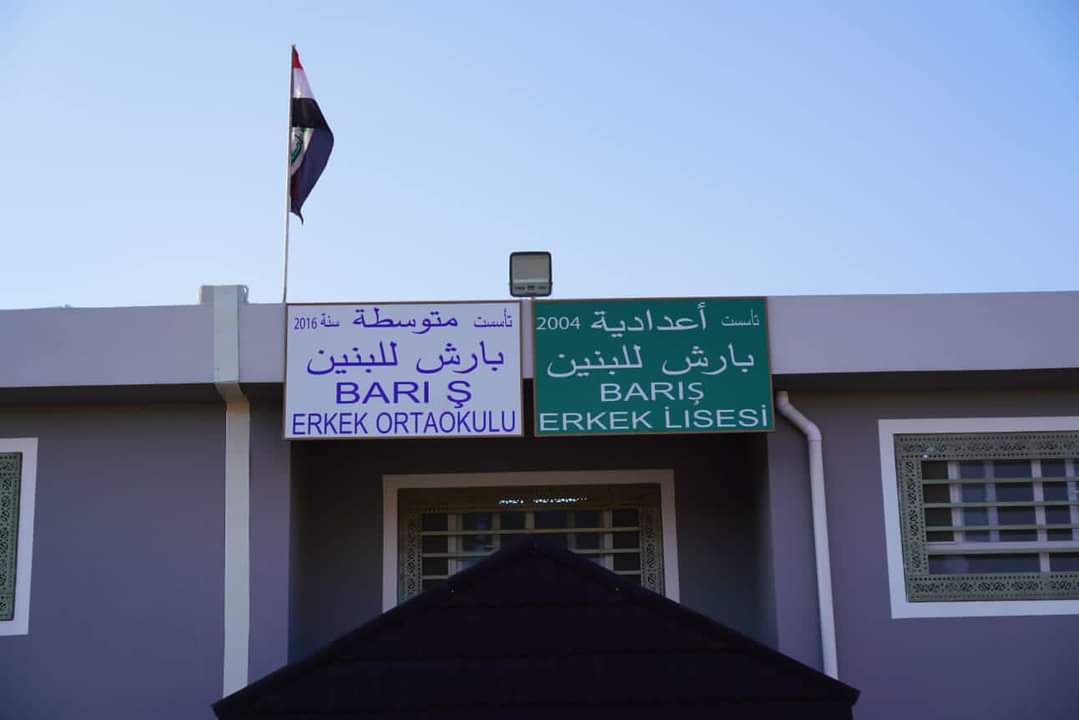 تأسست متوسطة سنة 2016
بارش للبنين
BARI Ş
ERKEK ORTAOKULU
تأسست أعدادية 2004
بارش للبنين
BARIŞ
ERKEK LİSESİ